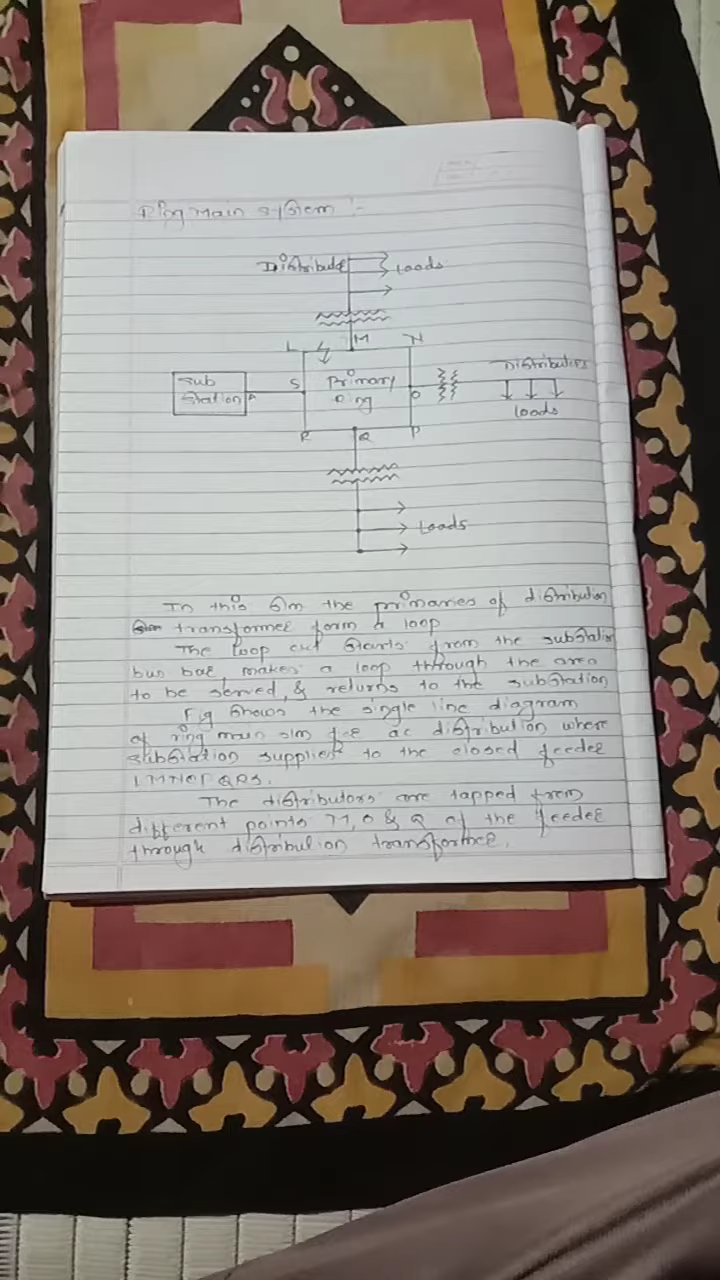 Ring Main System :-
Distributor
Loads
L
M
N
Sub
Station
A
S
Primary
Ring
O
Distributors
Loads
R
Q
P
Loads
In this S/m the primaries of distribution
transformer form a loop
The loop cut Starts from the substation
bus bar, makes a loop through the area
to be served, & returns to the substation
Fig Shows the single line diagram
of ring main S/m for ac distribution where
substation supplies to the closed feeder
LMNOPQRS.
The distributors are tapped from
different points M, O & Q of the feeder
through distribution transformer.